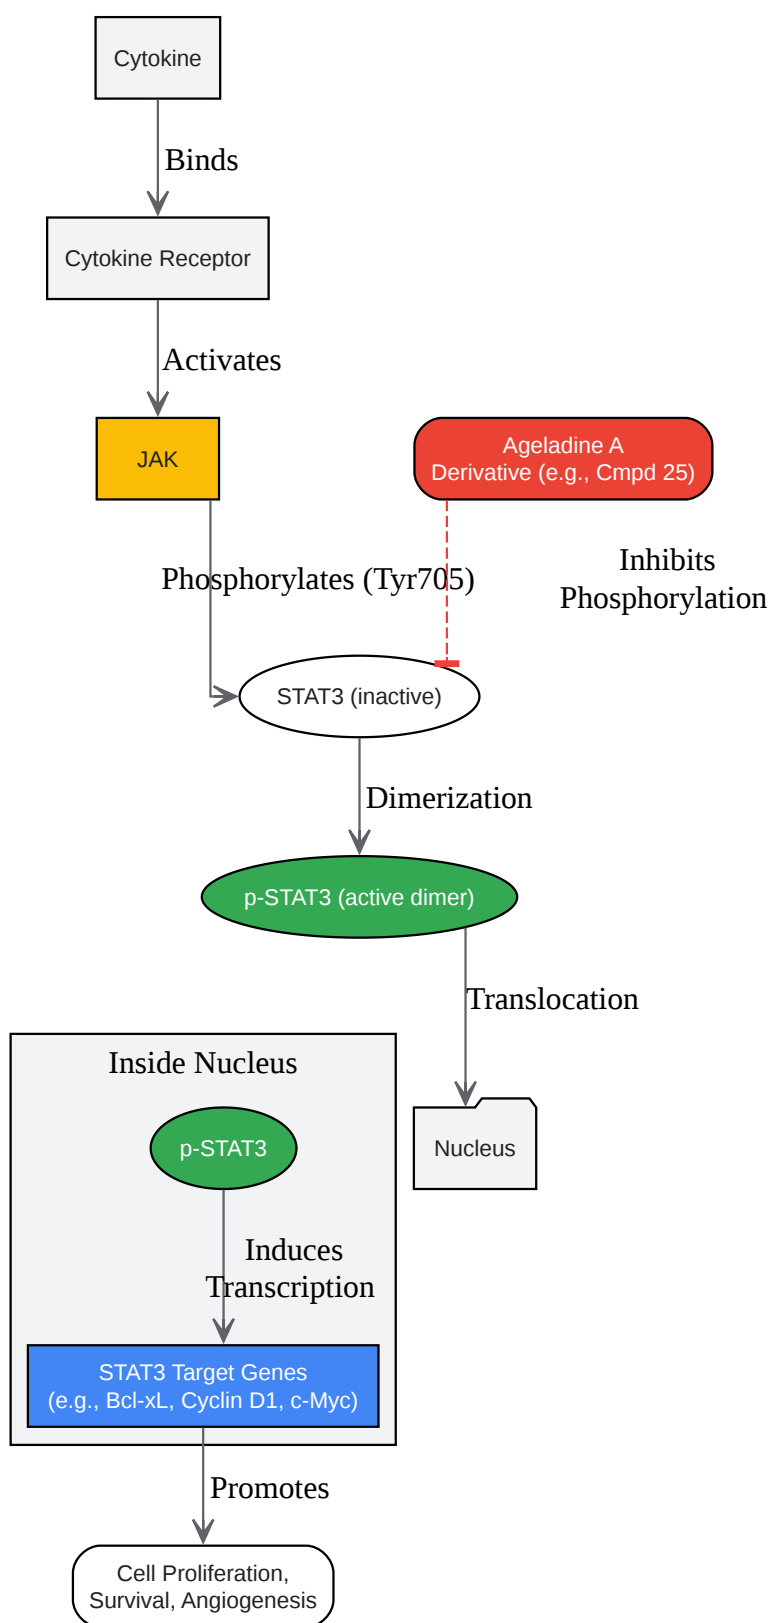 Cytokine
Binds
Cytokine Receptor
Activates
JAK
Ageladine A
Derivative (e.g., Cmpd 25)
Phosphorylates (Tyr705)
Inhibits
Phosphorylation
STAT3 (inactive)
Dimerization
p-STAT3 (active dimer)
Translocation
Inside Nucleus
p-STAT3
Nucleus
Induces
Transcription
STAT3 Target Genes
(e.g., Bcl-xL, Cyclin D1, c-Myc)
Promotes
Cell Proliferation,
Survival, Angiogenesis